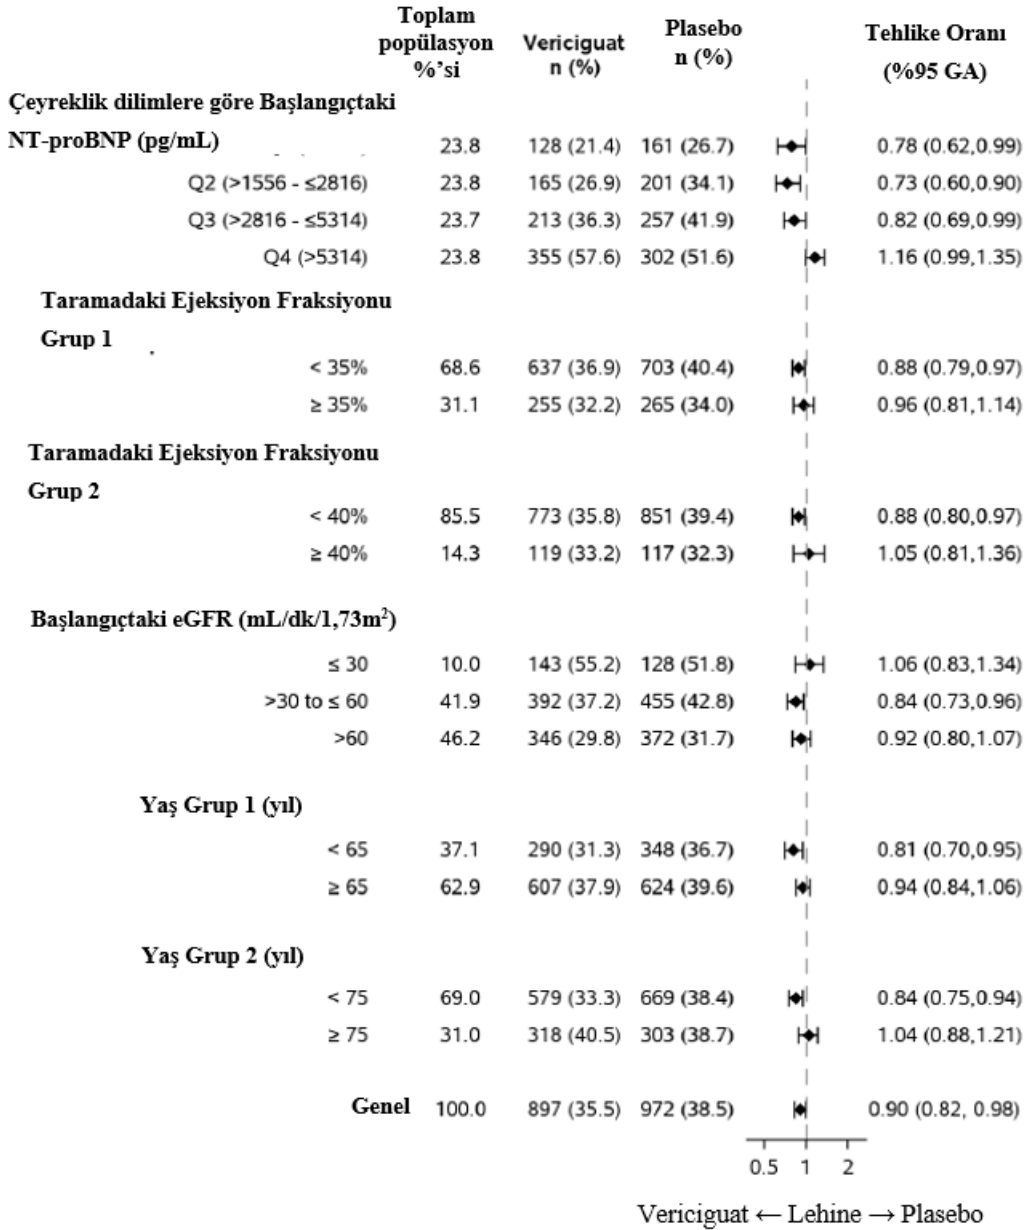 Toplam popülasyon %'si Vericiguat n (%) Plasebo n (%) Tehlike Oranı (%95 GA)
Çeyreklik dilimlere göre Başlangıçtaki
NT-proBNP (pg/mL) 23.8 128 (21.4) 161 (26.7) 0.78 (0.62,0.99)
Q2 (>1556 - ≤2816) 23.8 165 (26.9) 201 (34.1) 0.73 (0.60,0.90)
Q3 (>2816 - ≤5314) 23.7 213 (36.3) 257 (41.9) 0.82 (0.69,0.99)
Q4 (>5314) 23.8 355 (57.6) 302 (51.6) 1.16 (0.99,1.35)
Taramadaki Ejeksiyon Fraksiyonu
Grup 1
< 35% 68.6 637 (36.9) 703 (40.4) 0.88 (0.79,0.97)
≥ 35% 31.1 255 (32.2) 265 (34.0) 0.96 (0.81,1.14)
Taramadaki Ejeksiyon Fraksiyonu
Grup 2
< 40% 85.5 773 (35.8) 851 (39.4) 0.88 (0.80,0.97)
≥ 40% 14.3 119 (33.2) 117 (32.3) 1.05 (0.81,1.36)
Başlangıçtaki eGFR (mL/dk/1,73m²)
≤ 30 10.0 143 (55.2) 128 (51.8) 1.06 (0.83,1.34)
>30 to ≤ 60 41.9 392 (37.2) 455 (42.8) 0.84 (0.73,0.96)
>60 46.2 346 (29.8) 372 (31.7) 0.92 (0.80,1.07)
Yaş Grup 1 (yıl)
< 65 37.1 290 (31.3) 348 (36.7) 0.81 (0.70,0.95)
≥ 65 62.9 607 (37.9) 624 (39.6) 0.94 (0.84,1.06)
Yaş Grup 2 (yıl)
< 75 69.0 579 (33.3) 669 (38.4) 0.84 (0.75,0.94)
≥ 75 31.0 318 (40.5) 303 (38.7) 1.04 (0.88,1.21)
Genel 100.0 897 (35.5) 972 (38.5) 0.90 (0.82, 0.98)
0.5 1 2
Vericiguat ← Lehine → Plasebo